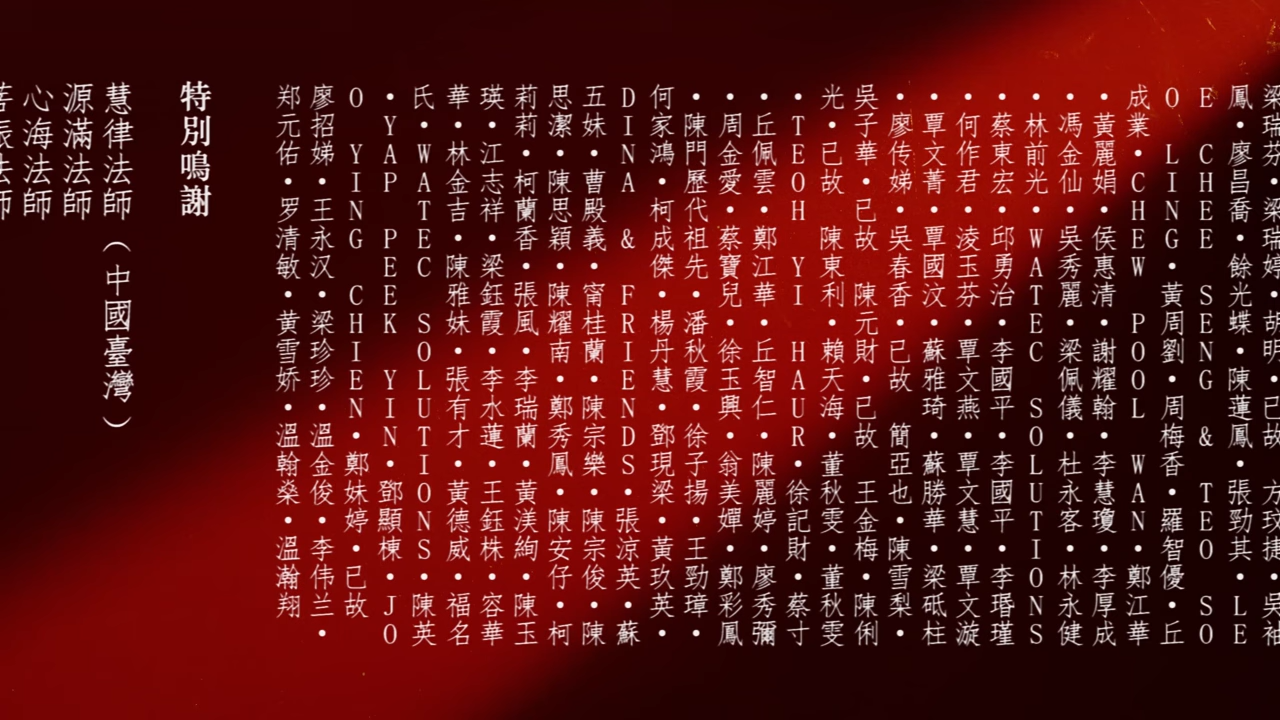 梁瑞芬•梁瑞婷•胡明•已故
鳳•廖昌喬•餘光蝶•陳蓮鳳•張勁其•LE
E CHEE SENG & TEO SO
O LING•黃周劉•周梅香•羅智優•丘
成業•CHEW POOL WAN•鄭江華
•黃麗娟•侯惠清•謝耀翰•李慧瓊•李厚成
•馮金仙•吳秀麗•梁佩儀•杜永客•林永健
•林前光•WATEC SOLUTIONS
•蔡東宏•邱勇治•李國平•李國平•李瑉瑾
•何作君•淩玉芬•覃文燕•覃文慧•覃文漩
•覃文菁•覃國汶•蘇雅琦•蘇勝華•梁砥柱
•廖传娣•吳春香•已故 簡亞也•陳雪梨•
吳子華•已故 陳元財•已故 王金梅•陳俐
光•已故 陳東利•賴天海•董秋雯•董秋雯
•TEOH YI HAUR•徐記財•蔡寸
•丘佩雲•鄭江華•丘智仁•陳麗婷•廖秀彌
•周金愛•蔡寶兒•徐玉興•翁美嬋•鄭彩鳳
•陳門歷代祖先•潘秋霞•徐子揚•王勁璋•
何家鴻•柯成傑•楊丹慧•鄧現梁•黃玖英•
DINA & FRIENDS•張涼英•蘇
五妹•曹殿義•甯桂蘭•陳宗樂•陳宗俊•陳
思潔•陳思穎•陳耀南•鄭秀鳳•陳安仔•柯
莉莉•柯蘭香•張風•李瑞蘭•黃渼絢•陳玉
瑛•江志祥•梁鈺霞•李水蓮•王鈺株•容華
華•林金吉•陳雅妹•張有才•黃德威•福名
氏•WATEC SOLUTIONS•陳英
•YAP PEEK YIN•鄧顯棟•JO
O YING CHIEN•鄭妹婷•已故
廖招娣•王永汉•梁珍珍•溫金俊•李伟兰•
郑元佑•罗清敏•黄雪娇•溫翰燊•溫瀚翔
特別鳴謝
慧律法師（中國臺灣）
源滿法師
心海法師